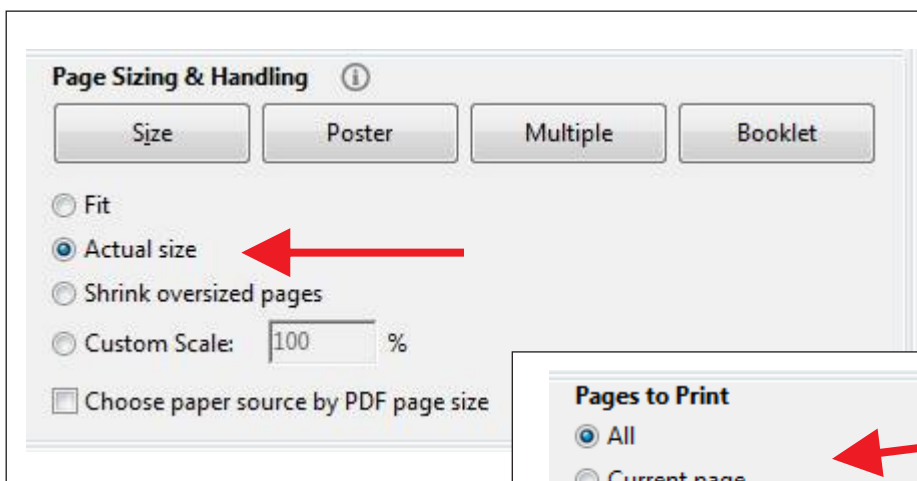 Page Sizing & Handling
Size Poster Multiple Booklet
Fit
Actual size
Shrink oversized pages
Custom Scale: 100 %
Choose paper source by PDF page size
Pages to Print
All
Current page